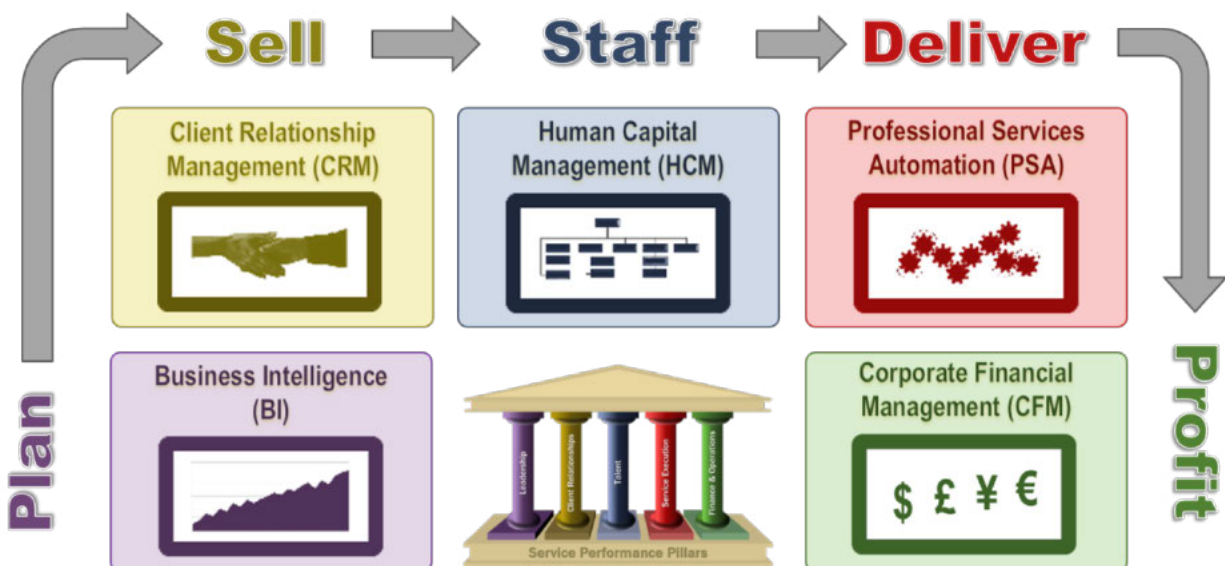 Sell
Staff
Deliver
Client Relationship
Management (CRM)
Human Capital
Management (HCM)
Professional Services
Automation (PSA)
Plan
Business Intelligence
(BI)
Leadership
Client Relationships
Talent
Service Execution
Finance & Operations
Service Performance Pillars
Corporate Financial
Management (CFM)
$ £ ¥ €
Profit